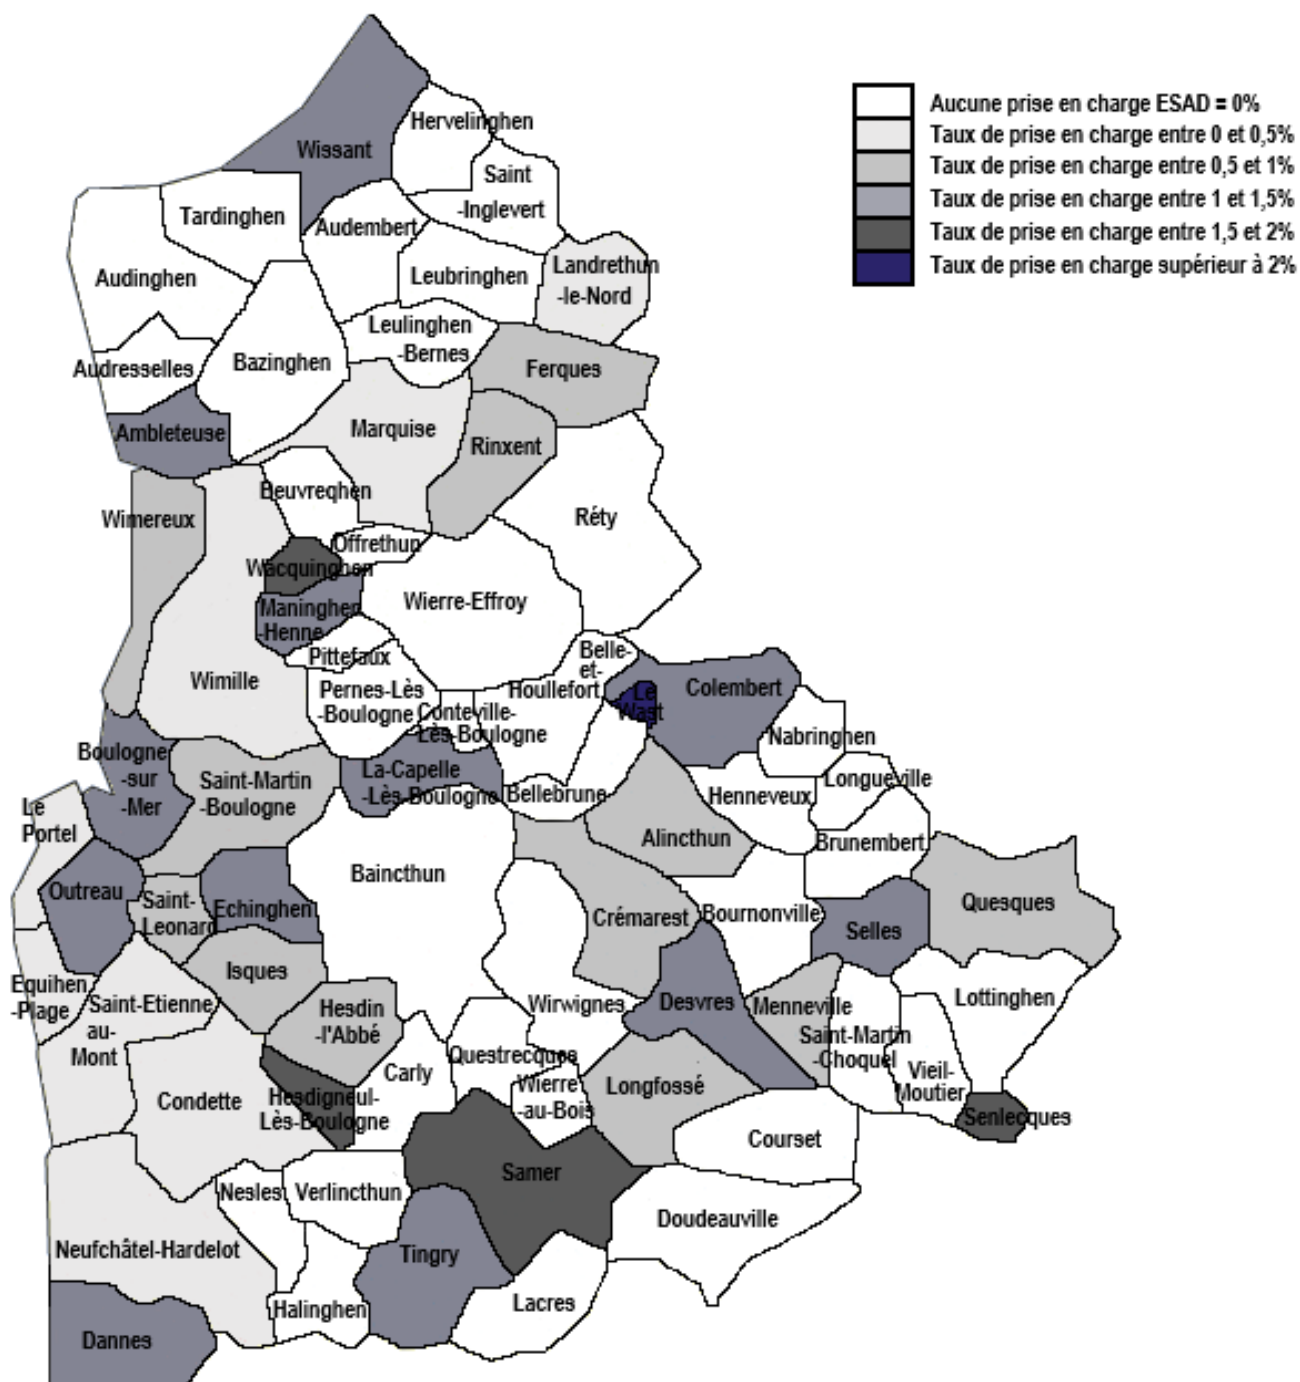 Aucune prise en charge ESAD = 0%
Taux de prise en charge entre 0 et 0,5%
Taux de prise en charge entre 0,5 et 1%
Taux de prise en charge entre 1 et 1,5%
Taux de prise en charge entre 1,5 et 2%
Taux de prise en charge supérieur à 2%
Hervelinghen
Wissant
Saint
-Inglevert
Tardinghen
Audembert
Audinghen
Leubringhen
Landrethun
-le-Nord
Leulinghen
-Bernes
Audresselles
Bazinghen
Ferques
Ambleteuse
Marquise
Rinxent
Beuvreqhen
Wimereux
Réty
Offrethun
Wacquinghen
Maninghen
-Henne
Wierre-Effroy
Pittefaux
Belle-
et-
Houllefort
Wimille
Pernes-Lès
-Boulogne
Le
Wast
Colembert
Conteville-
Lès-Boulogne
Nabringhen
Boulogne
-sur
-Mer
Saint-Martin
-Boulogne
La-Capelle
-Lès-Boulogne
Bellebrune
Henneveux
Longueville
Le
Portel
Alincthun
Brunembert
Baincthun
Outreau
Saint-
Leonard
Echinghen
Crémarest
Bournonville
Selles
Quesques
Equihen
-Plage
Isques
Saint-Etienne
au-
Mont
Hesdin
-l'Abbé
Wirwignes
Desvres
Menneville
Lottinghen
Saint-Martin
-Choquel
Carly
Questrecques
Wierre
-au-Bois
Longfossé
Vieil-
Moutier
Condette
Hesdigneul-
Lès-Boulogne
Senlecques
Courset
Samer
Nesles
Verlincthun
Doudeauville
Neufchâtel-Hardelot
Tingry
Halinghen
Lacres
Dannes